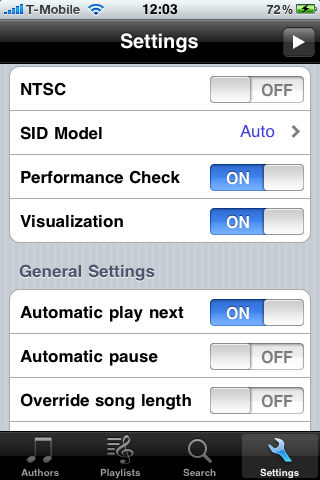 T-Mobile 12:03 72%
Settings
NTSC OFF
SID Model Auto
Performance Check ON
Visualization ON
General Settings
Automatic play next ON
Automatic pause OFF
Override song length OFF
Authors Playlists Search Settings